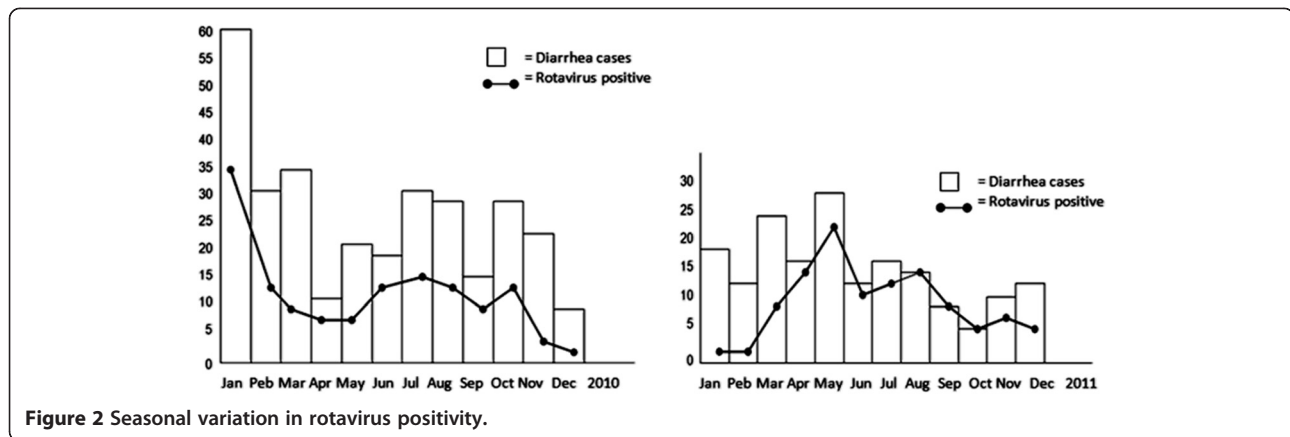 60
55
50
45
40
35
30
25
20
15
10
5
0
= Diarrhea cases
= Rotavirus positive
Jan Peb Mar Apr May Jun Jul Aug Sep Oct Nov Dec 2010
30
25
20
15
10
5
0
= Diarrhea cases
= Rotavirus positive
Jan Peb Mar Apr May Jun Jul Aug Sep Oct Nov Dec 2011
Figure 2 Seasonal variation in rotavirus positivity.